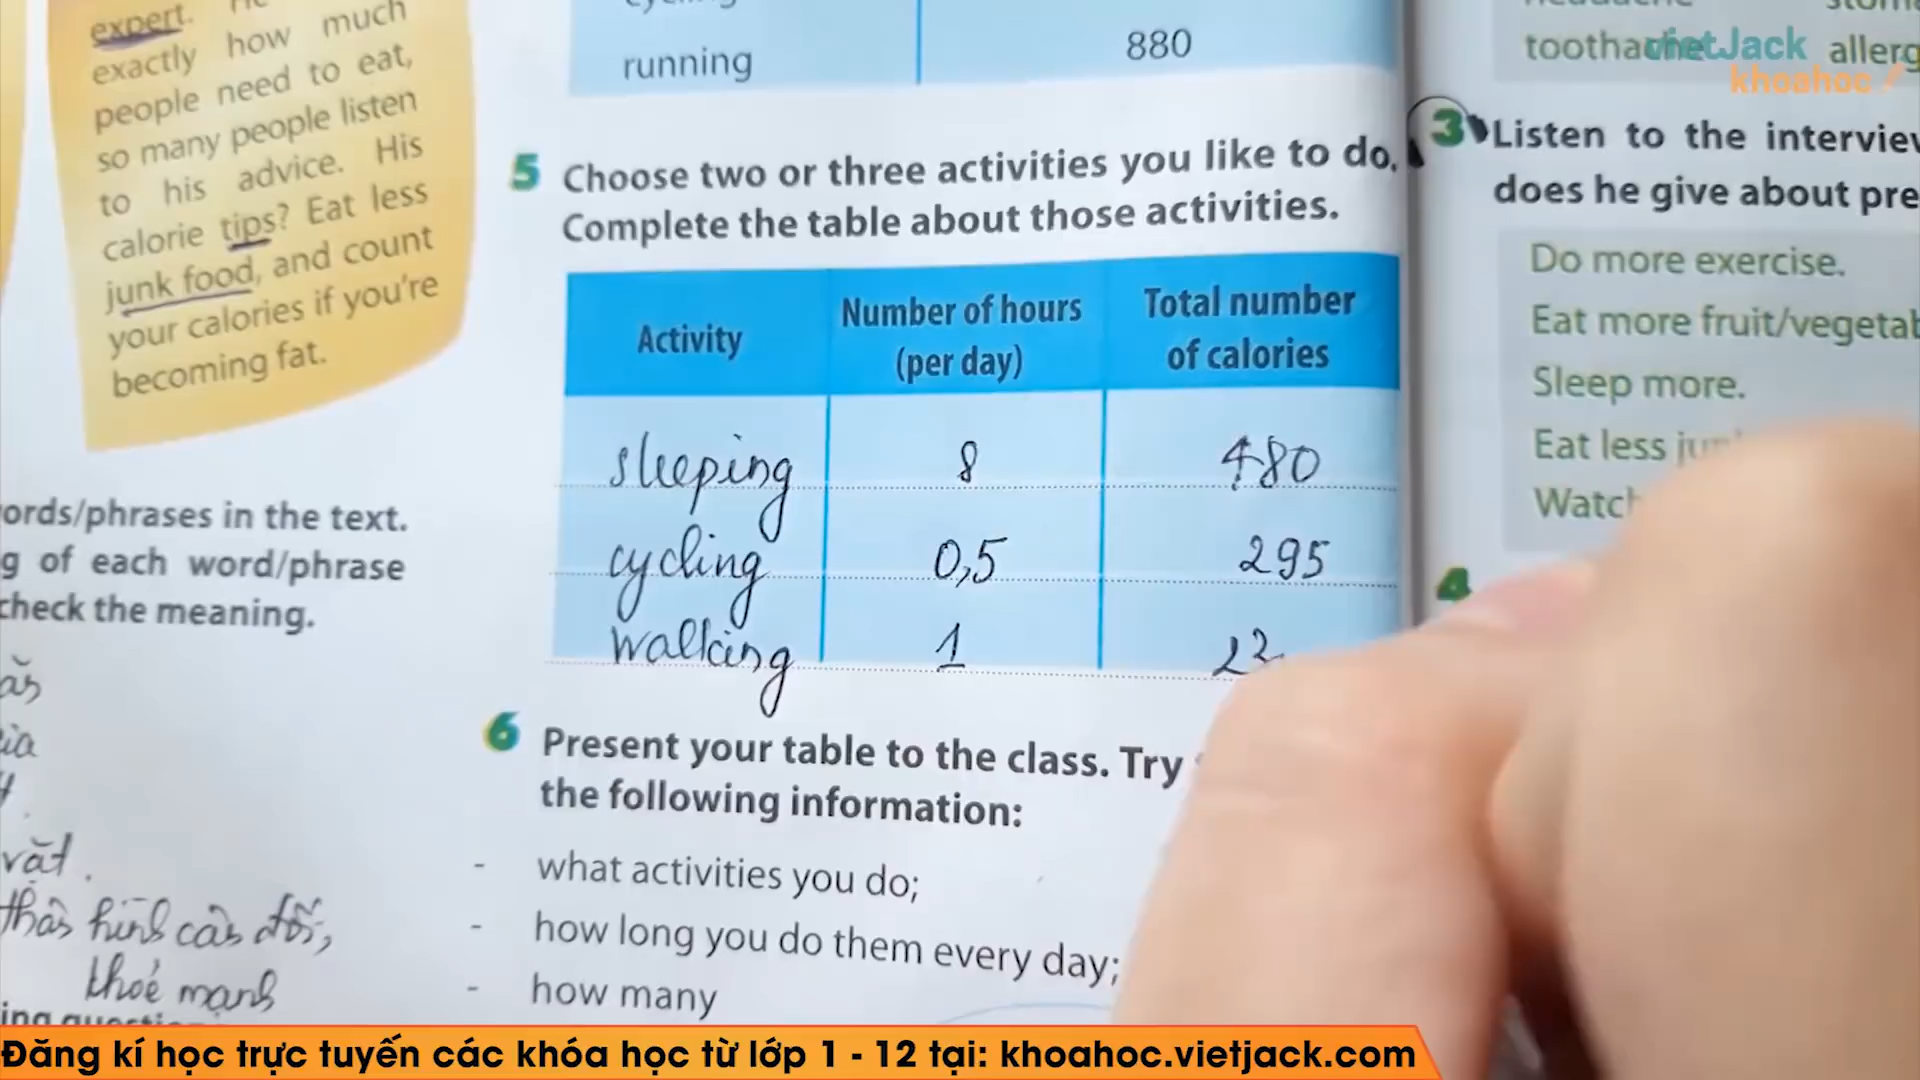 expert.
exactly how much
people need to eat,
so many people listen
to his advice. His
calorie tips? Eat less
junk food, and count
your calories if you're
becoming fat.
ords/phrases in the text.
g of each word/phrase
check the meaning.
vặt.
thân hình cân đối,
khoẻ mạnh
running 880
5 Choose two or three activities you like to do.
Complete the table about those activities.
Activity Number of hours (per day) Total number of calories
sleeping 8 480
cycling 0,5 295
walking 1
6 Present your table to the class. Try
the following information:
- what activities you do;
- how long you do them every day;
- how many
toothache allerg
vietJack
khoahoc
3 Listen to the interview
does he give about pre
Do more exercise.
Eat more fruit/vegetab
Sleep more.
Eat less
Watch
4
Đăng kí học trực tuyến các khóa học từ lớp 1 - 12 tại: khoahoc.vietjack.com